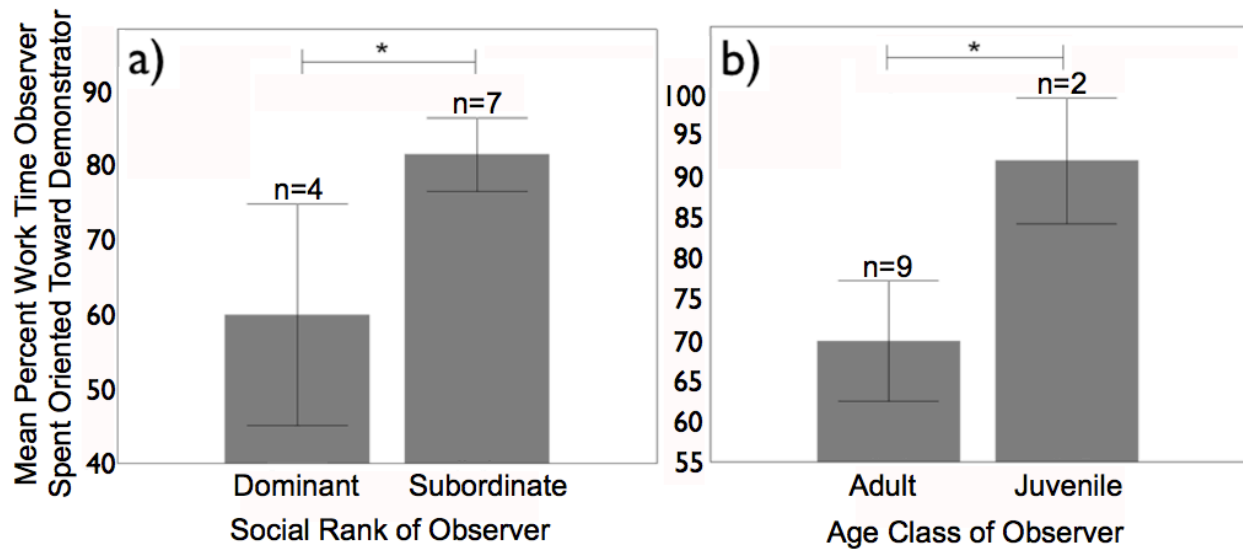 Mean Percent Work Time Observer
Spent Oriented Toward Demonstrator
a)
*
n=7
n=4
90
80
70
60
50
40
Dominant Subordinate
Social Rank of Observer
b)
*
n=2
n=9
100
95
90
85
80
75
70
65
60
55
Adult Juvenile
Age Class of Observer